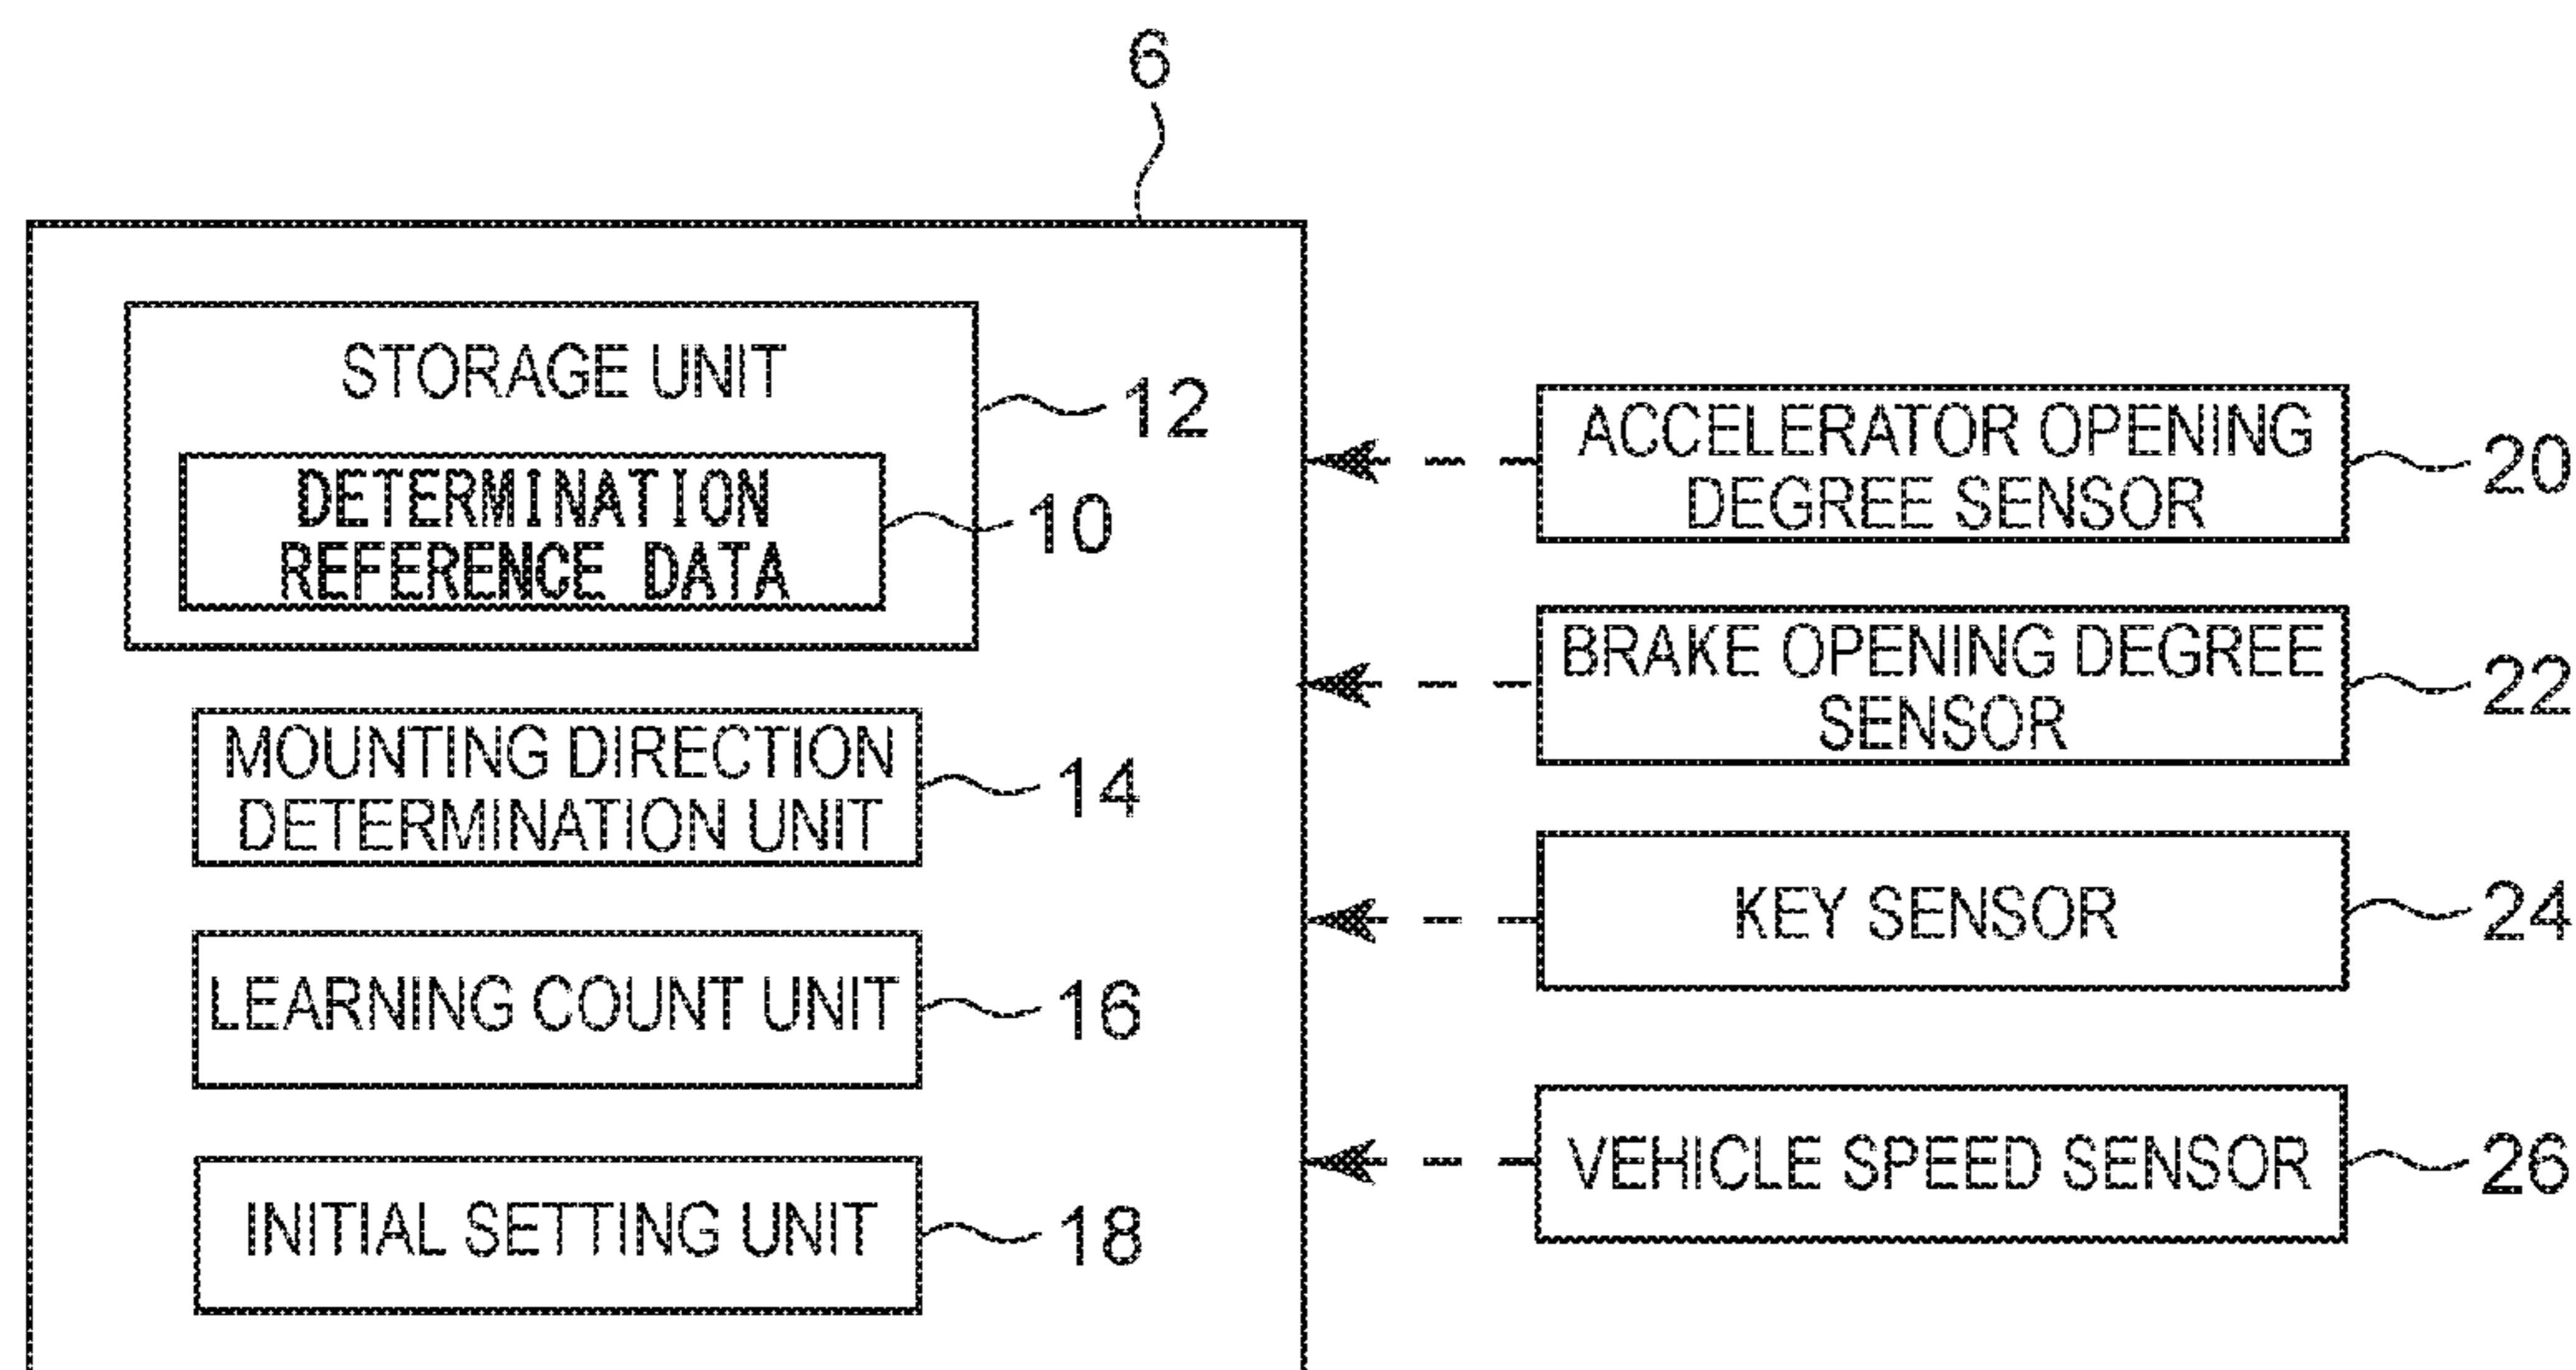 6
STORAGE UNIT
12
DETERMINATION
REFERENCE DATA
10
MOUNTING DIRECTION
DETERMINATION UNIT
14
LEARNING COUNT UNIT
16
INITIAL SETTING UNIT
18
ACCELERATOR OPENING
DEGREE SENSOR
20
BRAKE OPENING DEGREE
SENSOR
22
KEY SENSOR
24
VEHICLE SPEED SENSOR
26